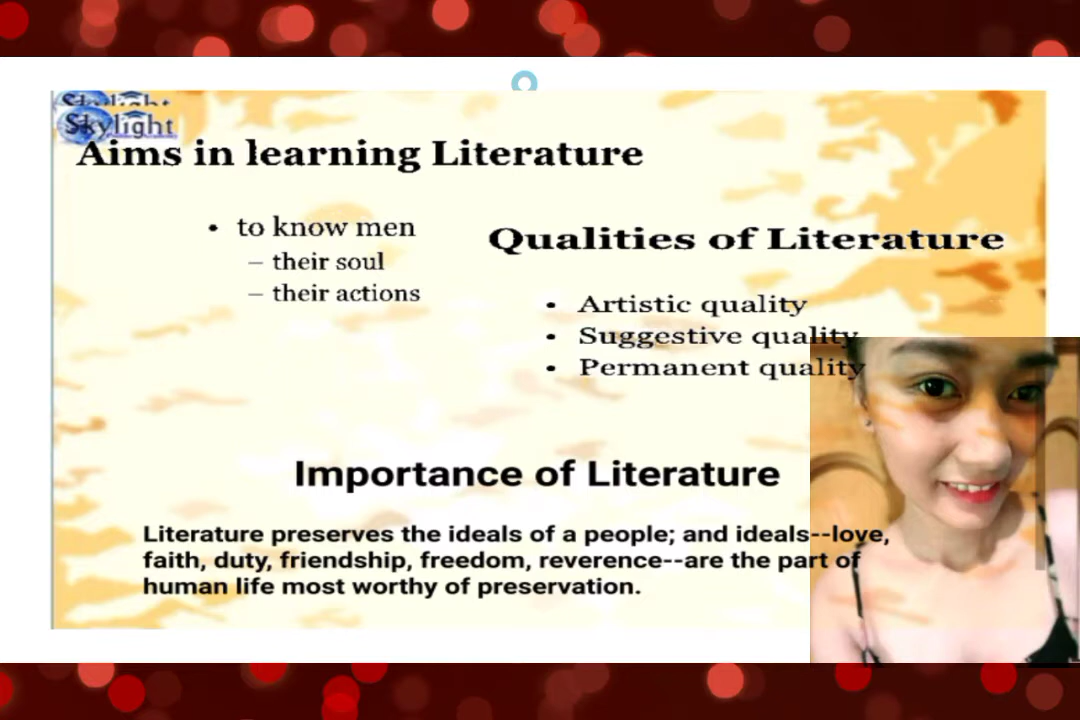 Skylight
Skylight
Aims in learning Literature
• to know men
– their soul
– their actions
Qualities of Literature
• Artistic quality
• Suggestive quality
• Permanent quality
Importance of Literature
Literature preserves the ideals of a people; and ideals--love,
faith, duty, friendship, freedom, reverence--are the part of
human life most worthy of preservation.